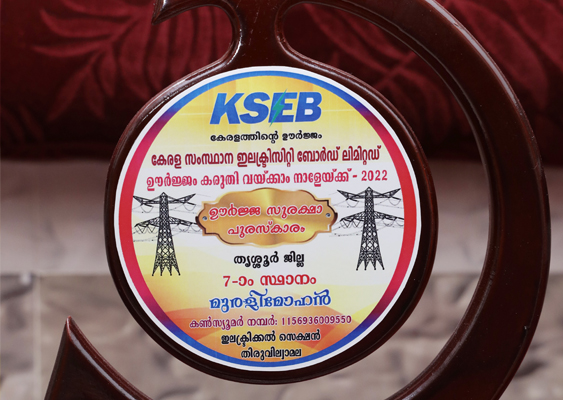 KSEB
കേരളത്തിന്റെ ഊർജ്ജം
കേരള സംസ്ഥാന ഇലക്ട്രിസിറ്റി ബോർഡ് ലിമിറ്റഡ്
ഊർജ്ജം കരുതി വയ്ക്കാം നാളേയ്ക്ക് - 2022
ഊർജ്ജ സുരക്ഷാ
പുരസ്കാരം
തൃശ്ശൂർ ജില്ല
7-ാം സ്ഥാനം
മുരളിമോഹൻ
കൺസ്യൂമർ നമ്പർ: 1156936009550
ഇലക്ട്രിക്കൽ സെക്ഷൻ
തിരുവില്വാമല